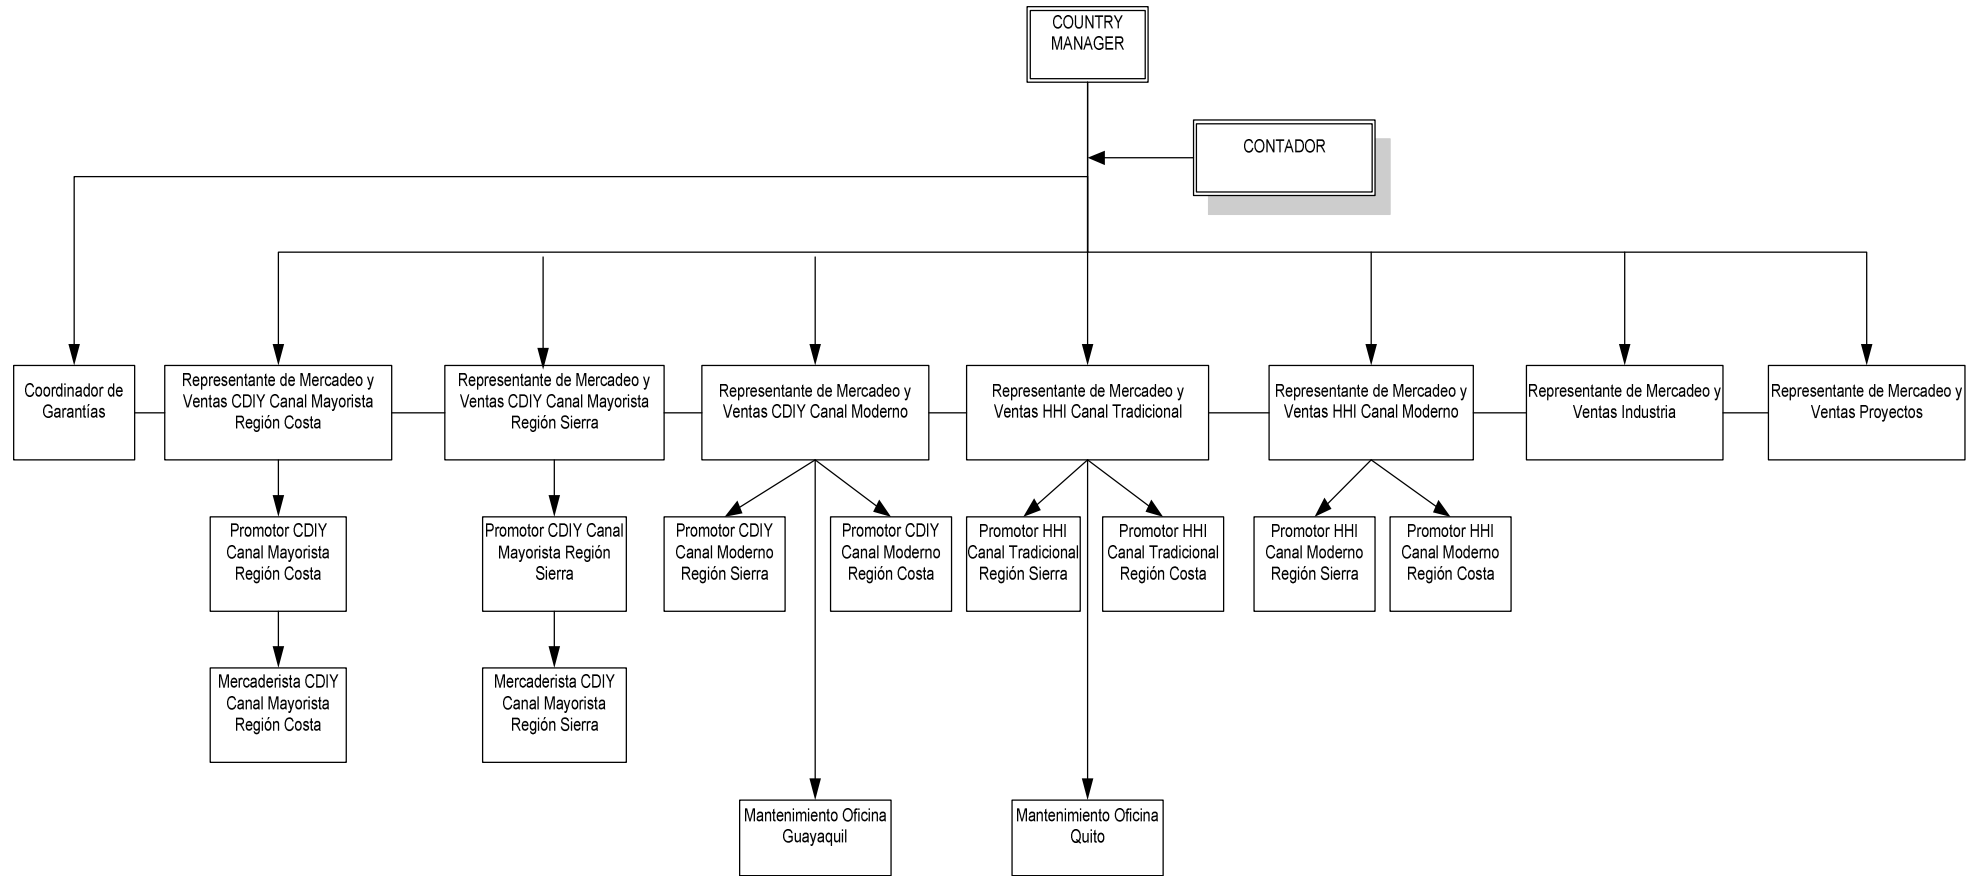 COUNTRY
MANAGER
CONTADOR
Coordinador de
Garantías
Representante de Mercadeo y
Ventas CDIY Canal Mayorista
Región Costa
Representante de Mercadeo y
Ventas CDIY Canal Mayorista
Región Sierra
Representante de Mercadeo y
Ventas CDIY Canal Moderno
Representante de Mercadeo y
Ventas HHI Canal Tradicional
Representante de Mercadeo y
Ventas HHI Canal Moderno
Representante de Mercadeo y
Ventas Industria
Representante de Mercadeo y
Ventas Proyectos
Promotor CDIY
Canal Mayorista
Región Costa
Promotor CDIY Canal
Mayorista Región
Sierra
Promotor CDIY
Canal Moderno
Región Sierra
Promotor CDIY
Canal Moderno
Región Costa
Promotor HHI
Canal Tradicional
Región Sierra
Promotor HHI
Canal Tradicional
Región Costa
Promotor HHI
Canal Moderno
Región Sierra
Promotor HHI
Canal Moderno
Región Costa
Mercaderista CDIY
Canal Mayorista
Región Costa
Mercaderista CDIY
Canal Mayorista
Región Sierra
Mantenimiento Oficina
Guayaquil
Mantenimiento Oficina
Quito